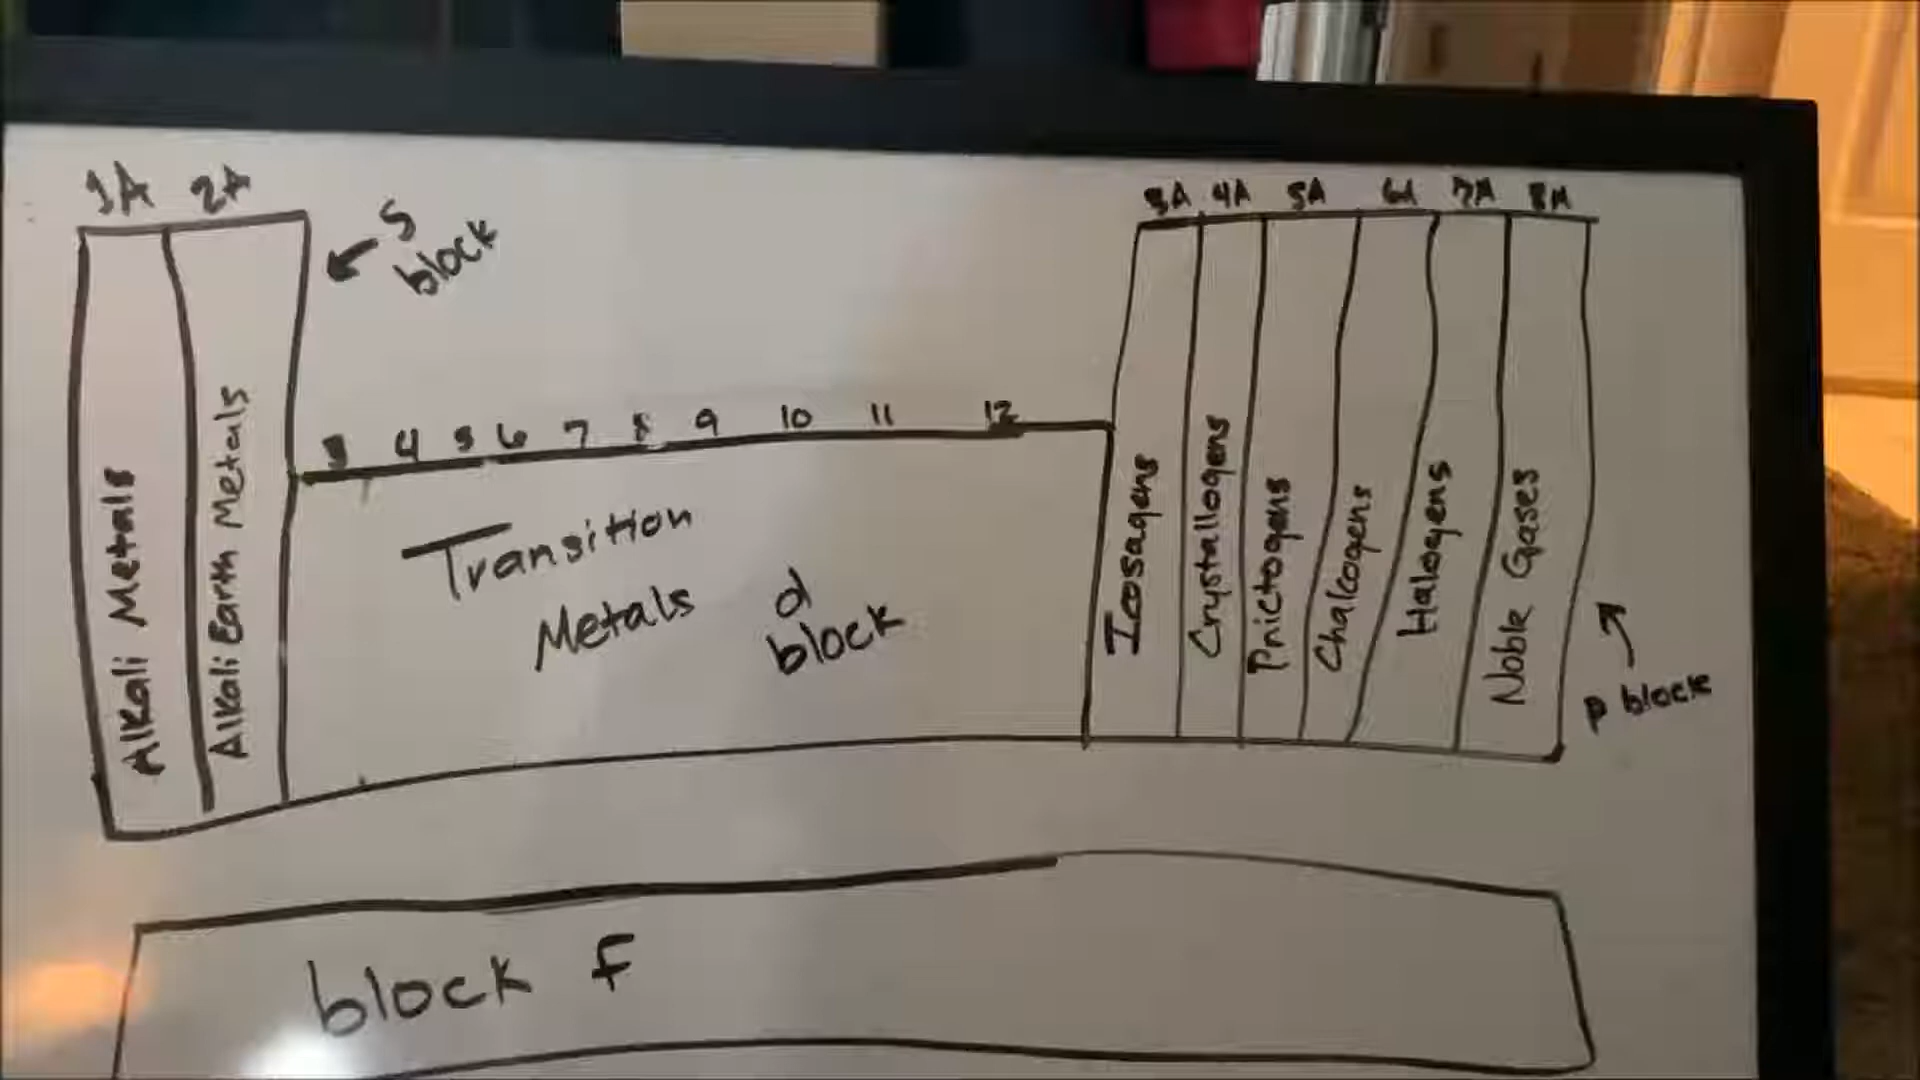 1A 2A
S
block
3A 4A 5A 6A 7A 8A
3 4 5 6 7 8 9 10 11 12
Alkali Metals
Alkali Earth Metals
Transition
Metals
d
block
Icosagens
Crystallogens
Pnictogens
Chalcogens
Halogens
Noble Gases
p block
block f